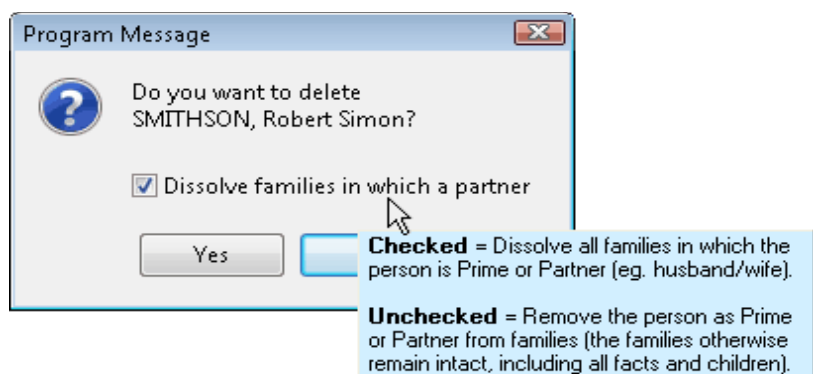 Program Message
Do you want to delete
SMITHSON, Robert Simon?
Dissolve families in which a partner
Yes
Checked = Dissolve all families in which the
person is Prime or Partner (eg. husband/wife).
Unchecked = Remove the person as Prime
or Partner from families (the families otherwise
remain intact, including all facts and children).